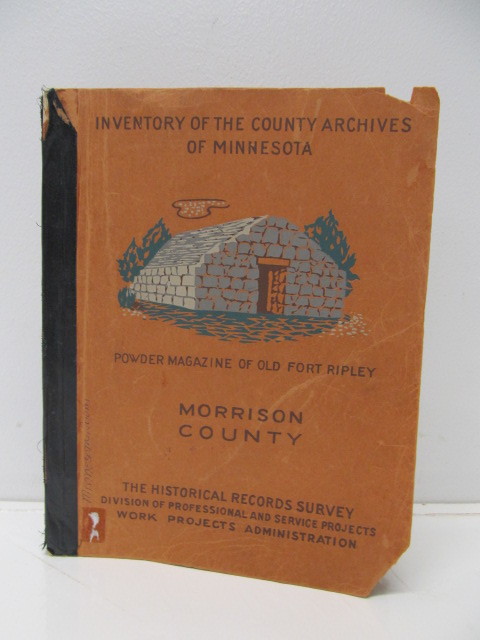 INVENTORY OF THE COUNTY ARCHIVES
OF MINNESOTA
POWDER MAGAZINE OF OLD FORT RIPLEY
MORRISON
COUNTY
THE HISTORICAL RECORDS SURVEY
DIVISION OF PROFESSIONAL AND SERVICE PROJECTS
WORK PROJECTS ADMINISTRATION